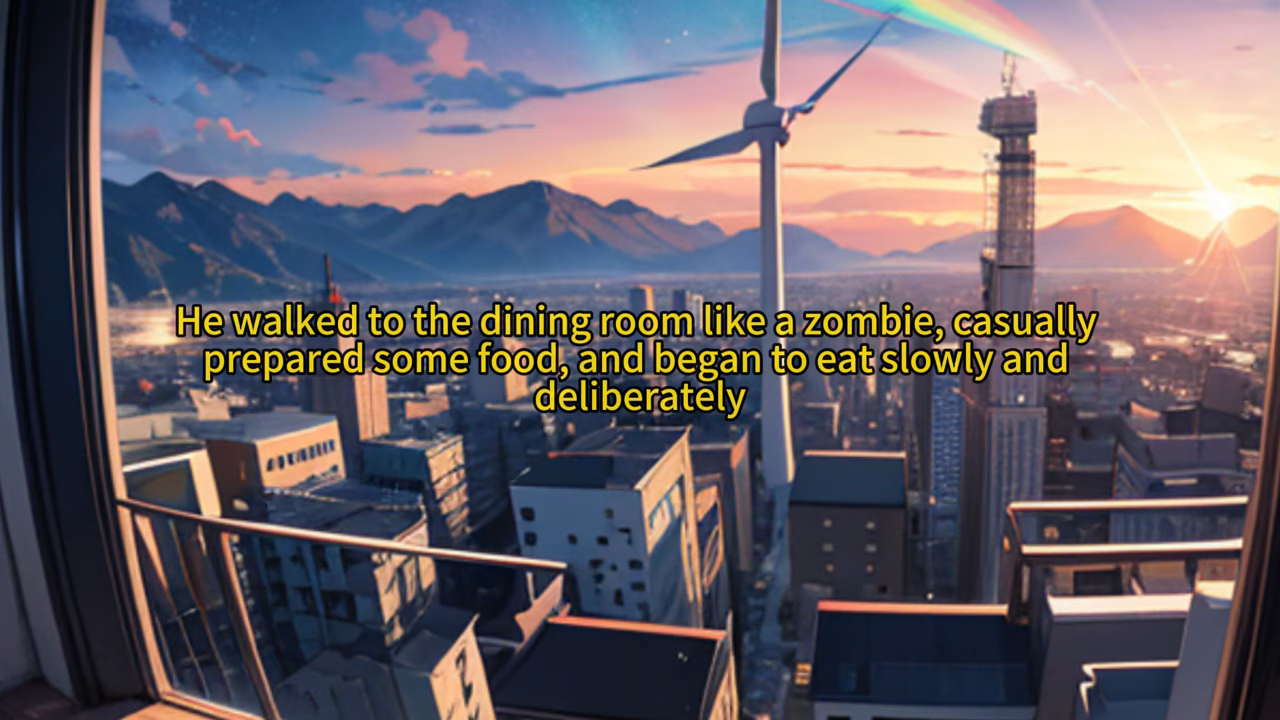 He walked to the dining room like a zombie, casually
prepared some food, and began to eat slowly and
deliberately